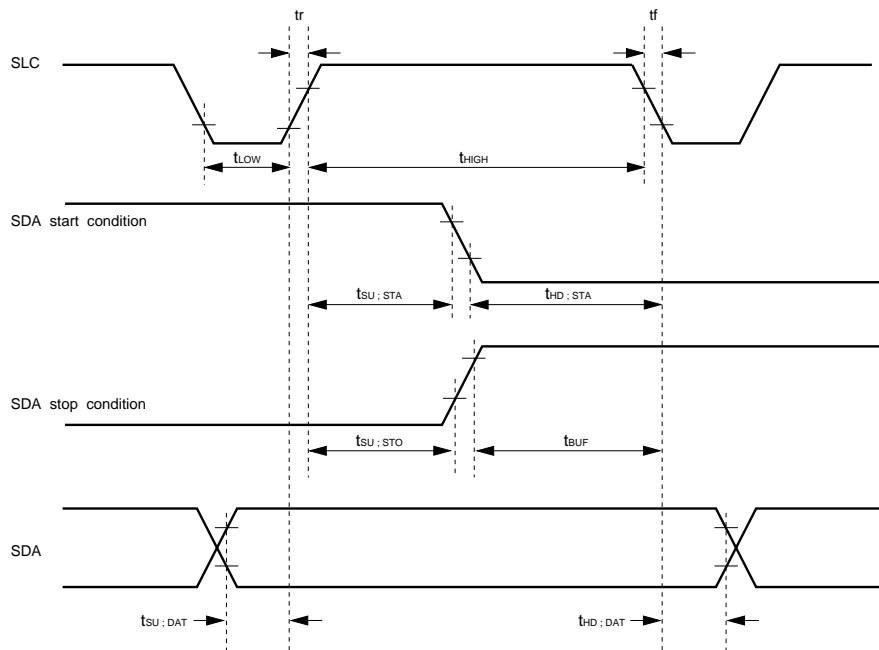 tr tf
SLC
tLOW tHIGH
SDA start condition
tSU ; STA tHD ; STA
SDA stop condition
tSU ; STO tBUF
SDA
tSU ; DAT tHD ; DAT